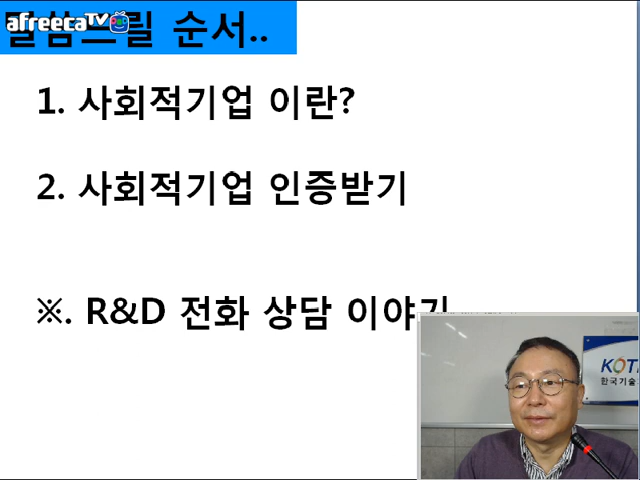 afreecaTV
말씀드릴 순서..
1. 사회적기업 이란?
2. 사회적기업 인증받기
※. R&D 전화 상담 이야기
한국기술